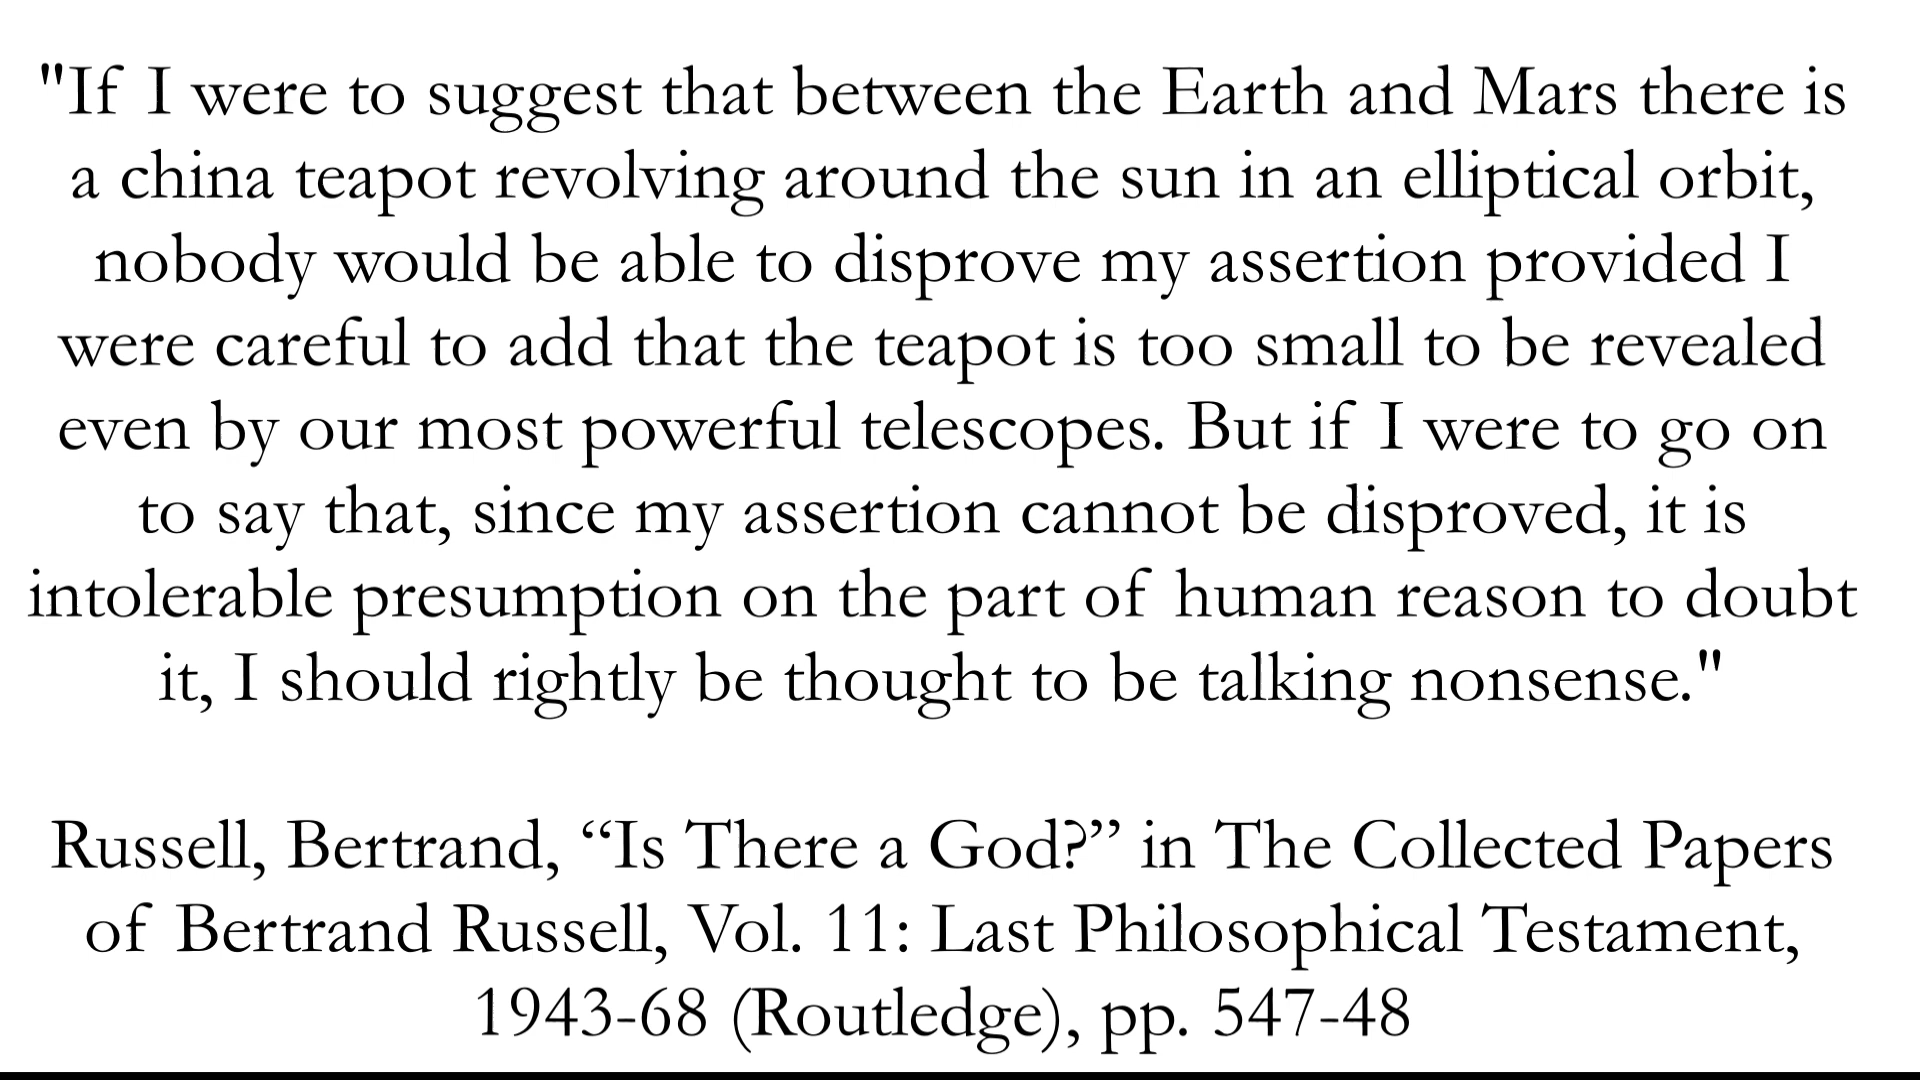 "If I were to suggest that between the Earth and Mars there is
a china teapot revolving around the sun in an elliptical orbit,
nobody would be able to disprove my assertion provided I
were careful to add that the teapot is too small to be revealed
even by our most powerful telescopes. But if I were to go on
to say that, since my assertion cannot be disproved, it is
intolerable presumption on the part of human reason to doubt
it, I should rightly be thought to be talking nonsense."
Russell, Bertrand, “Is There a God?” in The Collected Papers
of Bertrand Russell, Vol. 11: Last Philosophical Testament,
1943-68 (Routledge), pp. 547-48